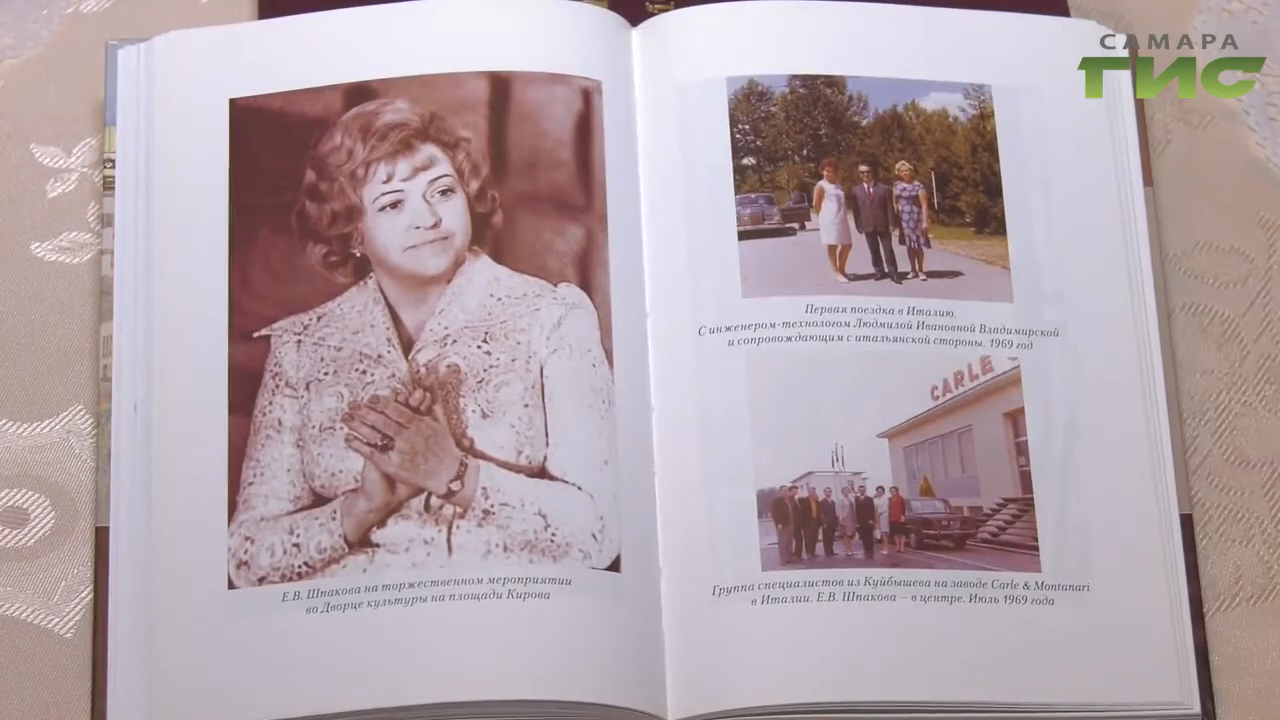 САМАРА
ГИС
Е.В. Шпакова на торжественном мероприятии
во Дворце культуры на площади Кирова
Первая поездка в Италию.
С инженером-технологом Людмилой Ивановной Владимирской
и сопровождающим с итальянской стороны. 1969 год
CARLE
Группа специалистов из Куйбышева на заводе Carle & Montanari
в Италии. Е.В. Шпакова – в центре. Июль 1969 года